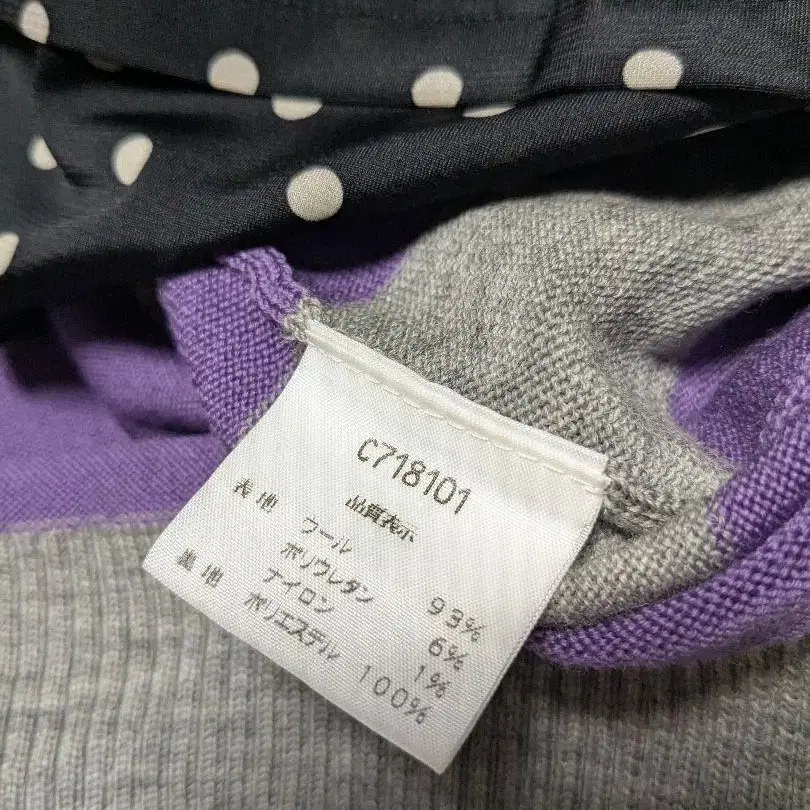 C718101
品質表示
表地 ウール 93%
ポリウレタン 6%
ナイロン 1%
裏地 ポリエステル 100%